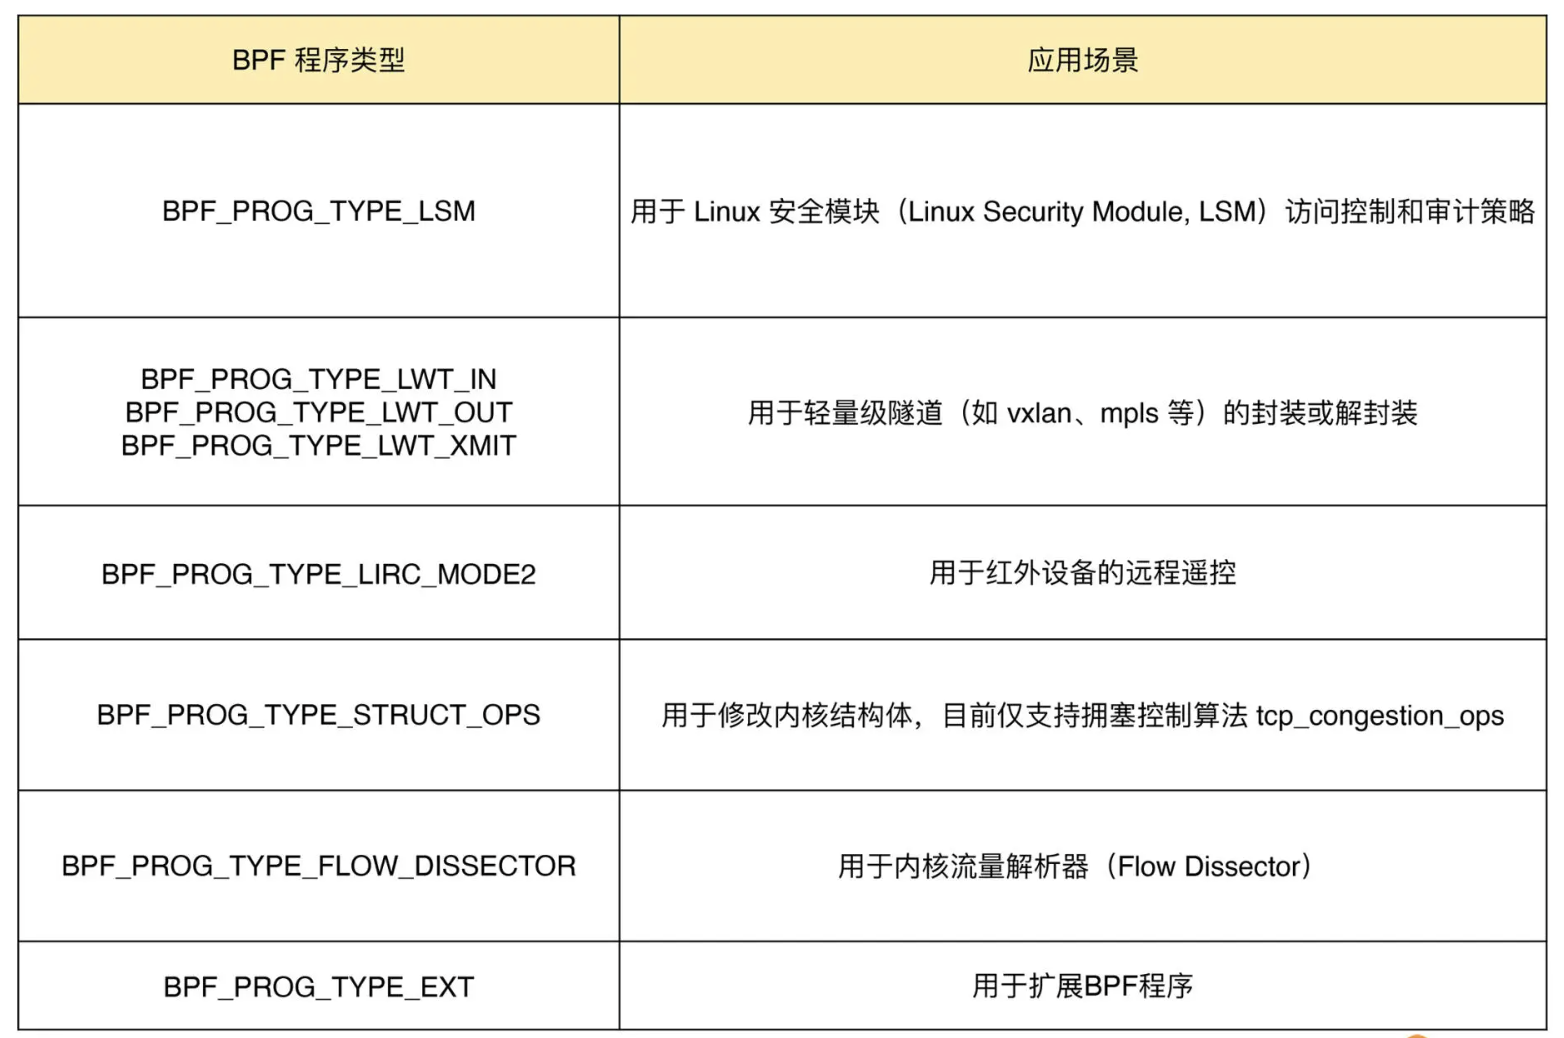 BPF 程序类型
应用场景
BPF_PROG_TYPE_LSM
用于 Linux 安全模块（Linux Security Module, LSM）访问控制和审计策略
BPF_PROG_TYPE_LWT_IN
BPF_PROG_TYPE_LWT_OUT
BPF_PROG_TYPE_LWT_XMIT
用于轻量级隧道（如 vxlan、mpls 等）的封装或解封装
BPF_PROG_TYPE_LIRC_MODE2
用于红外设备的远程遥控
BPF_PROG_TYPE_STRUCT_OPS
用于修改内核结构体，目前仅支持拥塞控制算法 tcp_congestion_ops
BPF_PROG_TYPE_FLOW_DISSECTOR
用于内核流量解析器（Flow Dissector）
BPF_PROG_TYPE_EXT
用于扩展BPF程序